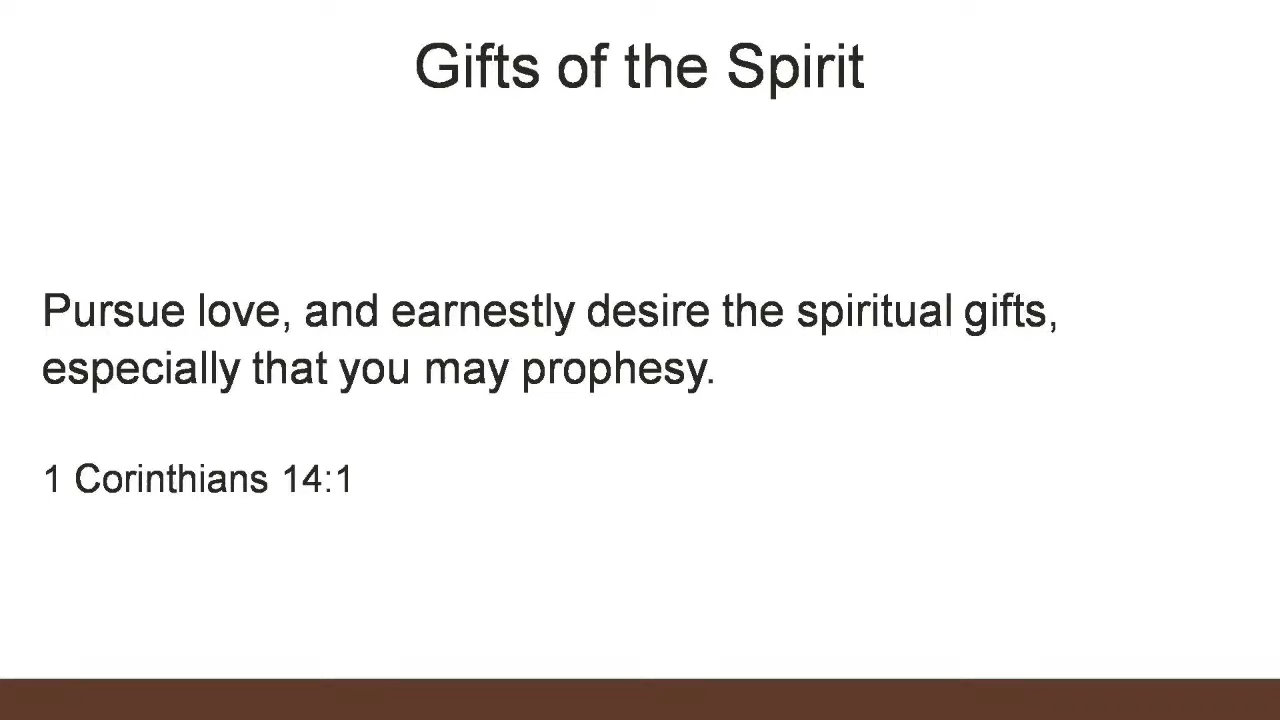 Gifts of the Spirit
Pursue love, and earnestly desire the spiritual gifts,
especially that you may prophesy.
1 Corinthians 14:1